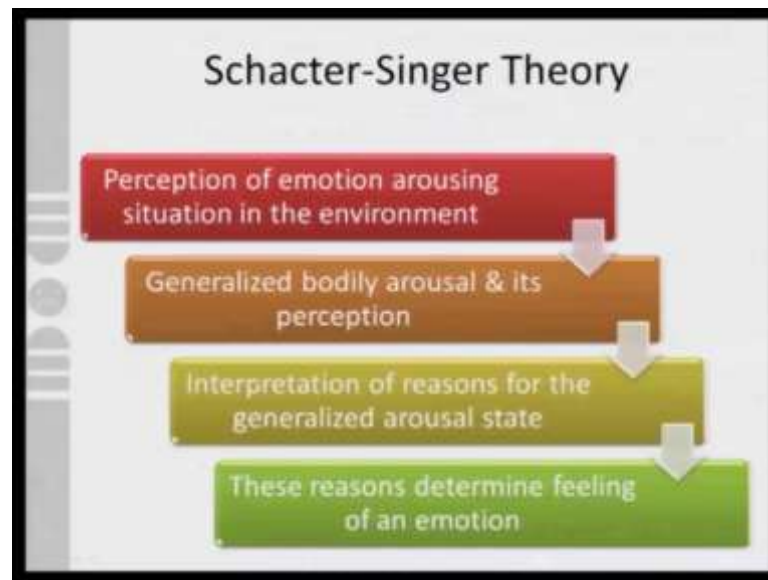 Schacter-Singer Theory
Perception of emotion arousing
situation in the environment
Generalized bodily arousal & its
perception
Interpretation of reasons for the
generalized arousal state
These reasons determine feeling
of an emotion